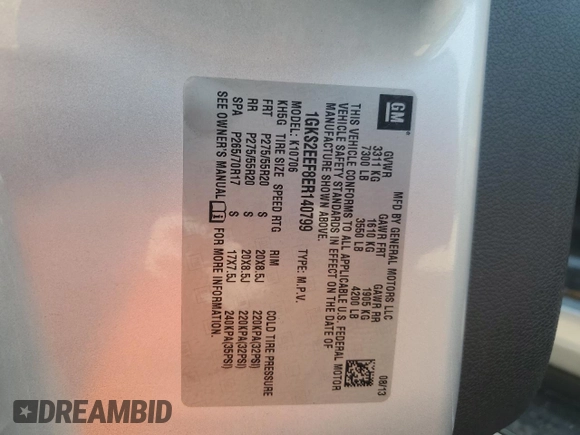 GM
MFD BY GENERAL MOTORS LLC
08/13
GVWR GAWR FRT GAWR RR
3311 KG 1610 KG 1905 KG
7300 LB 3550 LB 4200 LB
THIS VEHICLE CONFORMS TO ALL APPLICABLE U.S. FEDERAL MOTOR
VEHICLE SAFETY STANDARDS IN EFFECT ON THE DATE OF
MANUFACTURE SHOWN ABOVE.
1GKS2EEF8ER140799 TYPE: M.P.V.
MODEL: K10706
KH5G TIRE SIZE SPEED RTG RIM COLD TIRE PRESSURE
FRT P275/55R20 S 20X8.5J 220KPA(32PSI)
RR P275/55R20 S 20X8.5J 220KPA(32PSI)
SPA P265/70R17 S 17X7.5J 240KPA(35PSI)
SEE OWNER'S MANUAL FOR MORE INFORMATION.
DREAMBID